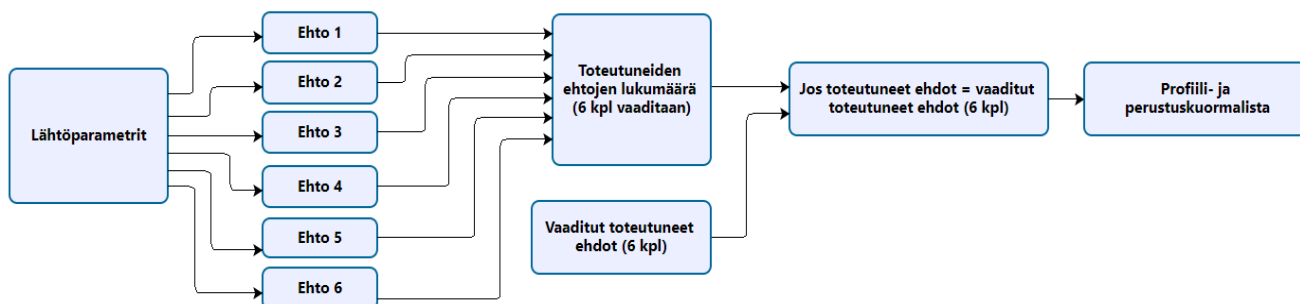 Lähtöparametrit
Ehto 1
Ehto 2
Ehto 3
Ehto 4
Ehto 5
Ehto 6
Toteutuneiden
ehtojen lukumäärä
(6 kpl vaaditaan)
Vaaditut toteutuneet
ehdot (6 kpl)
Jos toteutuneet ehdot = vaaditut
toteutuneet ehdot (6 kpl)
Profiili- ja
perustuskuormalista